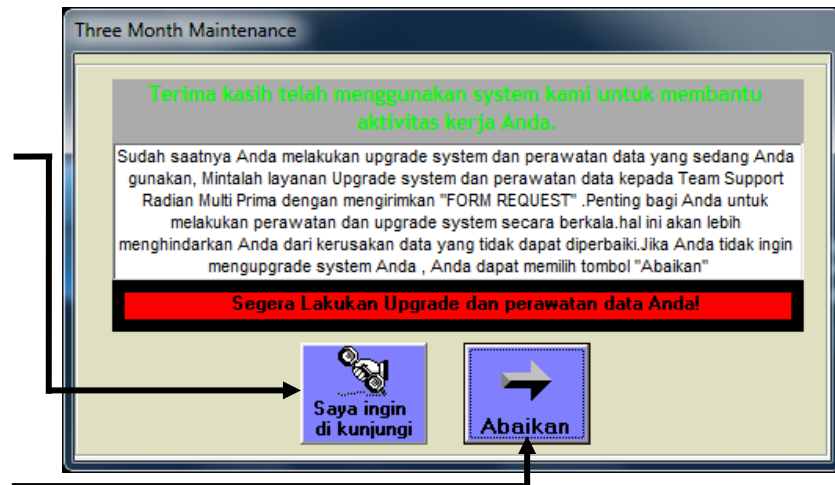 Three Month Maintenance
Terima kasih telah menggunakan system kami untuk membantu
aktivitas kerja Anda.
Sudah saatnya Anda melakukan upgrade system dan perawatan data yang sedang Anda
gunakan, Mintalah layanan Upgrade system dan perawatan data kepada Team Support
Radian Multi Prima dengan mengirimkan "FORM REQUEST" .Penting bagi Anda untuk
melakukan perawatan dan upgrade system secara berkala.hal ini akan lebih
menghindarkan Anda dari kerusakan data yang tidak dapat diperbaiki.Jika Anda tidak ingin
mengupgrade system Anda , Anda dapat memilih tombol "Abaikan"
Segera Lakukan Upgrade dan perawatan data Anda!
Saya ingin
di kunjungi
Abaikan